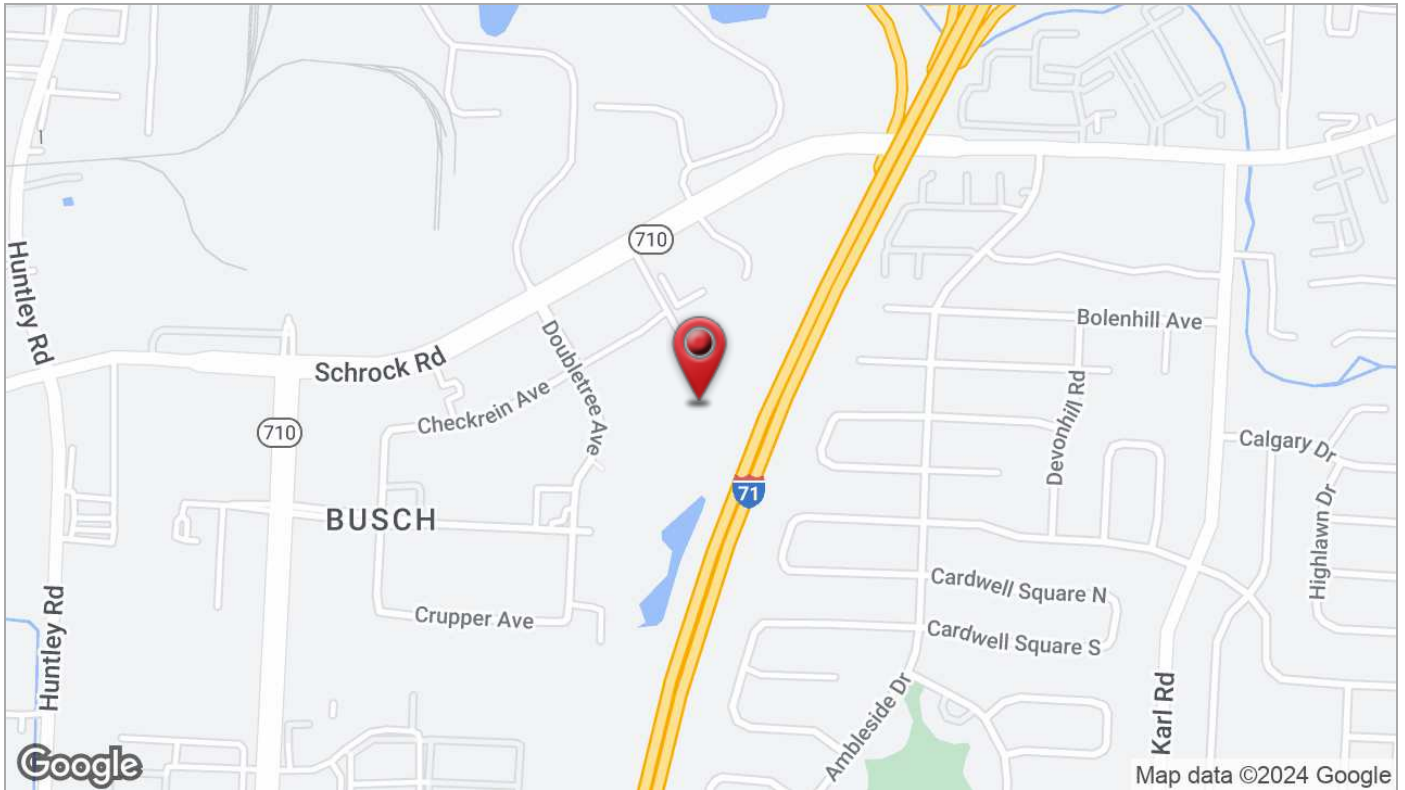 Huntley Rd
710
Schrock Rd
Doubletree Ave
Checkrein Ave
710
BUSCH
Crupper Ave
Huntley Rd
71
Bolenhill Ave
Devonhill Rd
Calgary Dr
Highlawn Dr
Cardwell Square N
Cardwell Square S
Ambleside Dr
Karl Rd
Google
Map data ©2024 Google